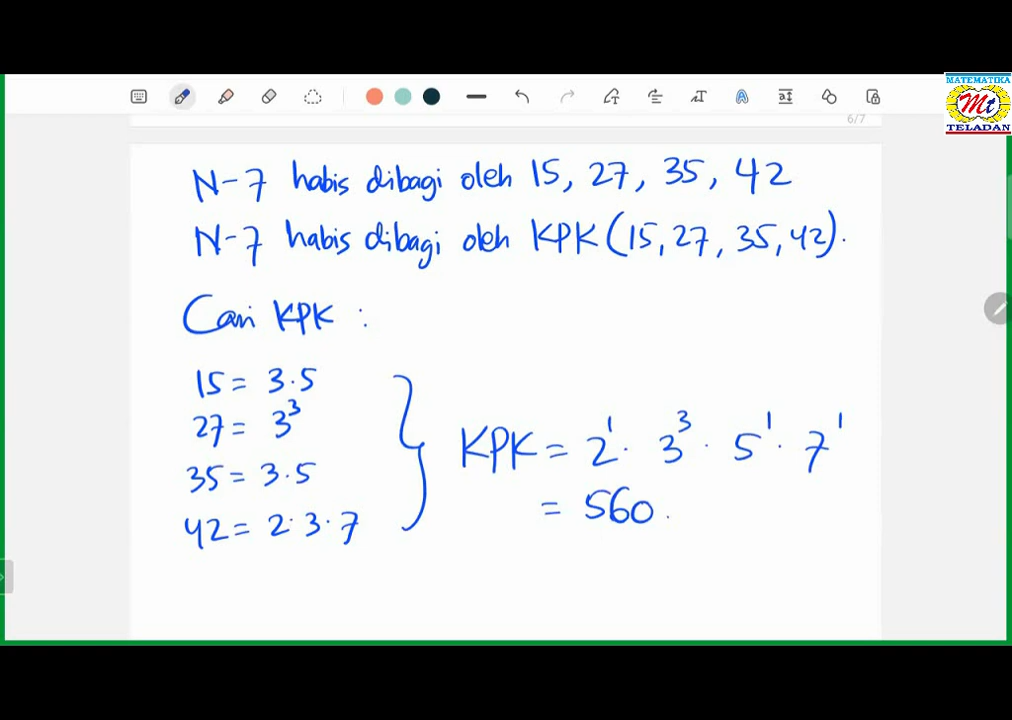 MATEMATIKA
Mt
TELADAN
6/7
N-7 habis dibagi oleh 15, 27, 35, 42
N-7 habis dibagi oleh KPK (15, 27, 35, 42).
Cari KPK :
15 = 3·5
27 = 3³
35 = 3·5
42 = 2·3·7
KPK = 2¹· 3³· 5¹· 7¹
= 560.